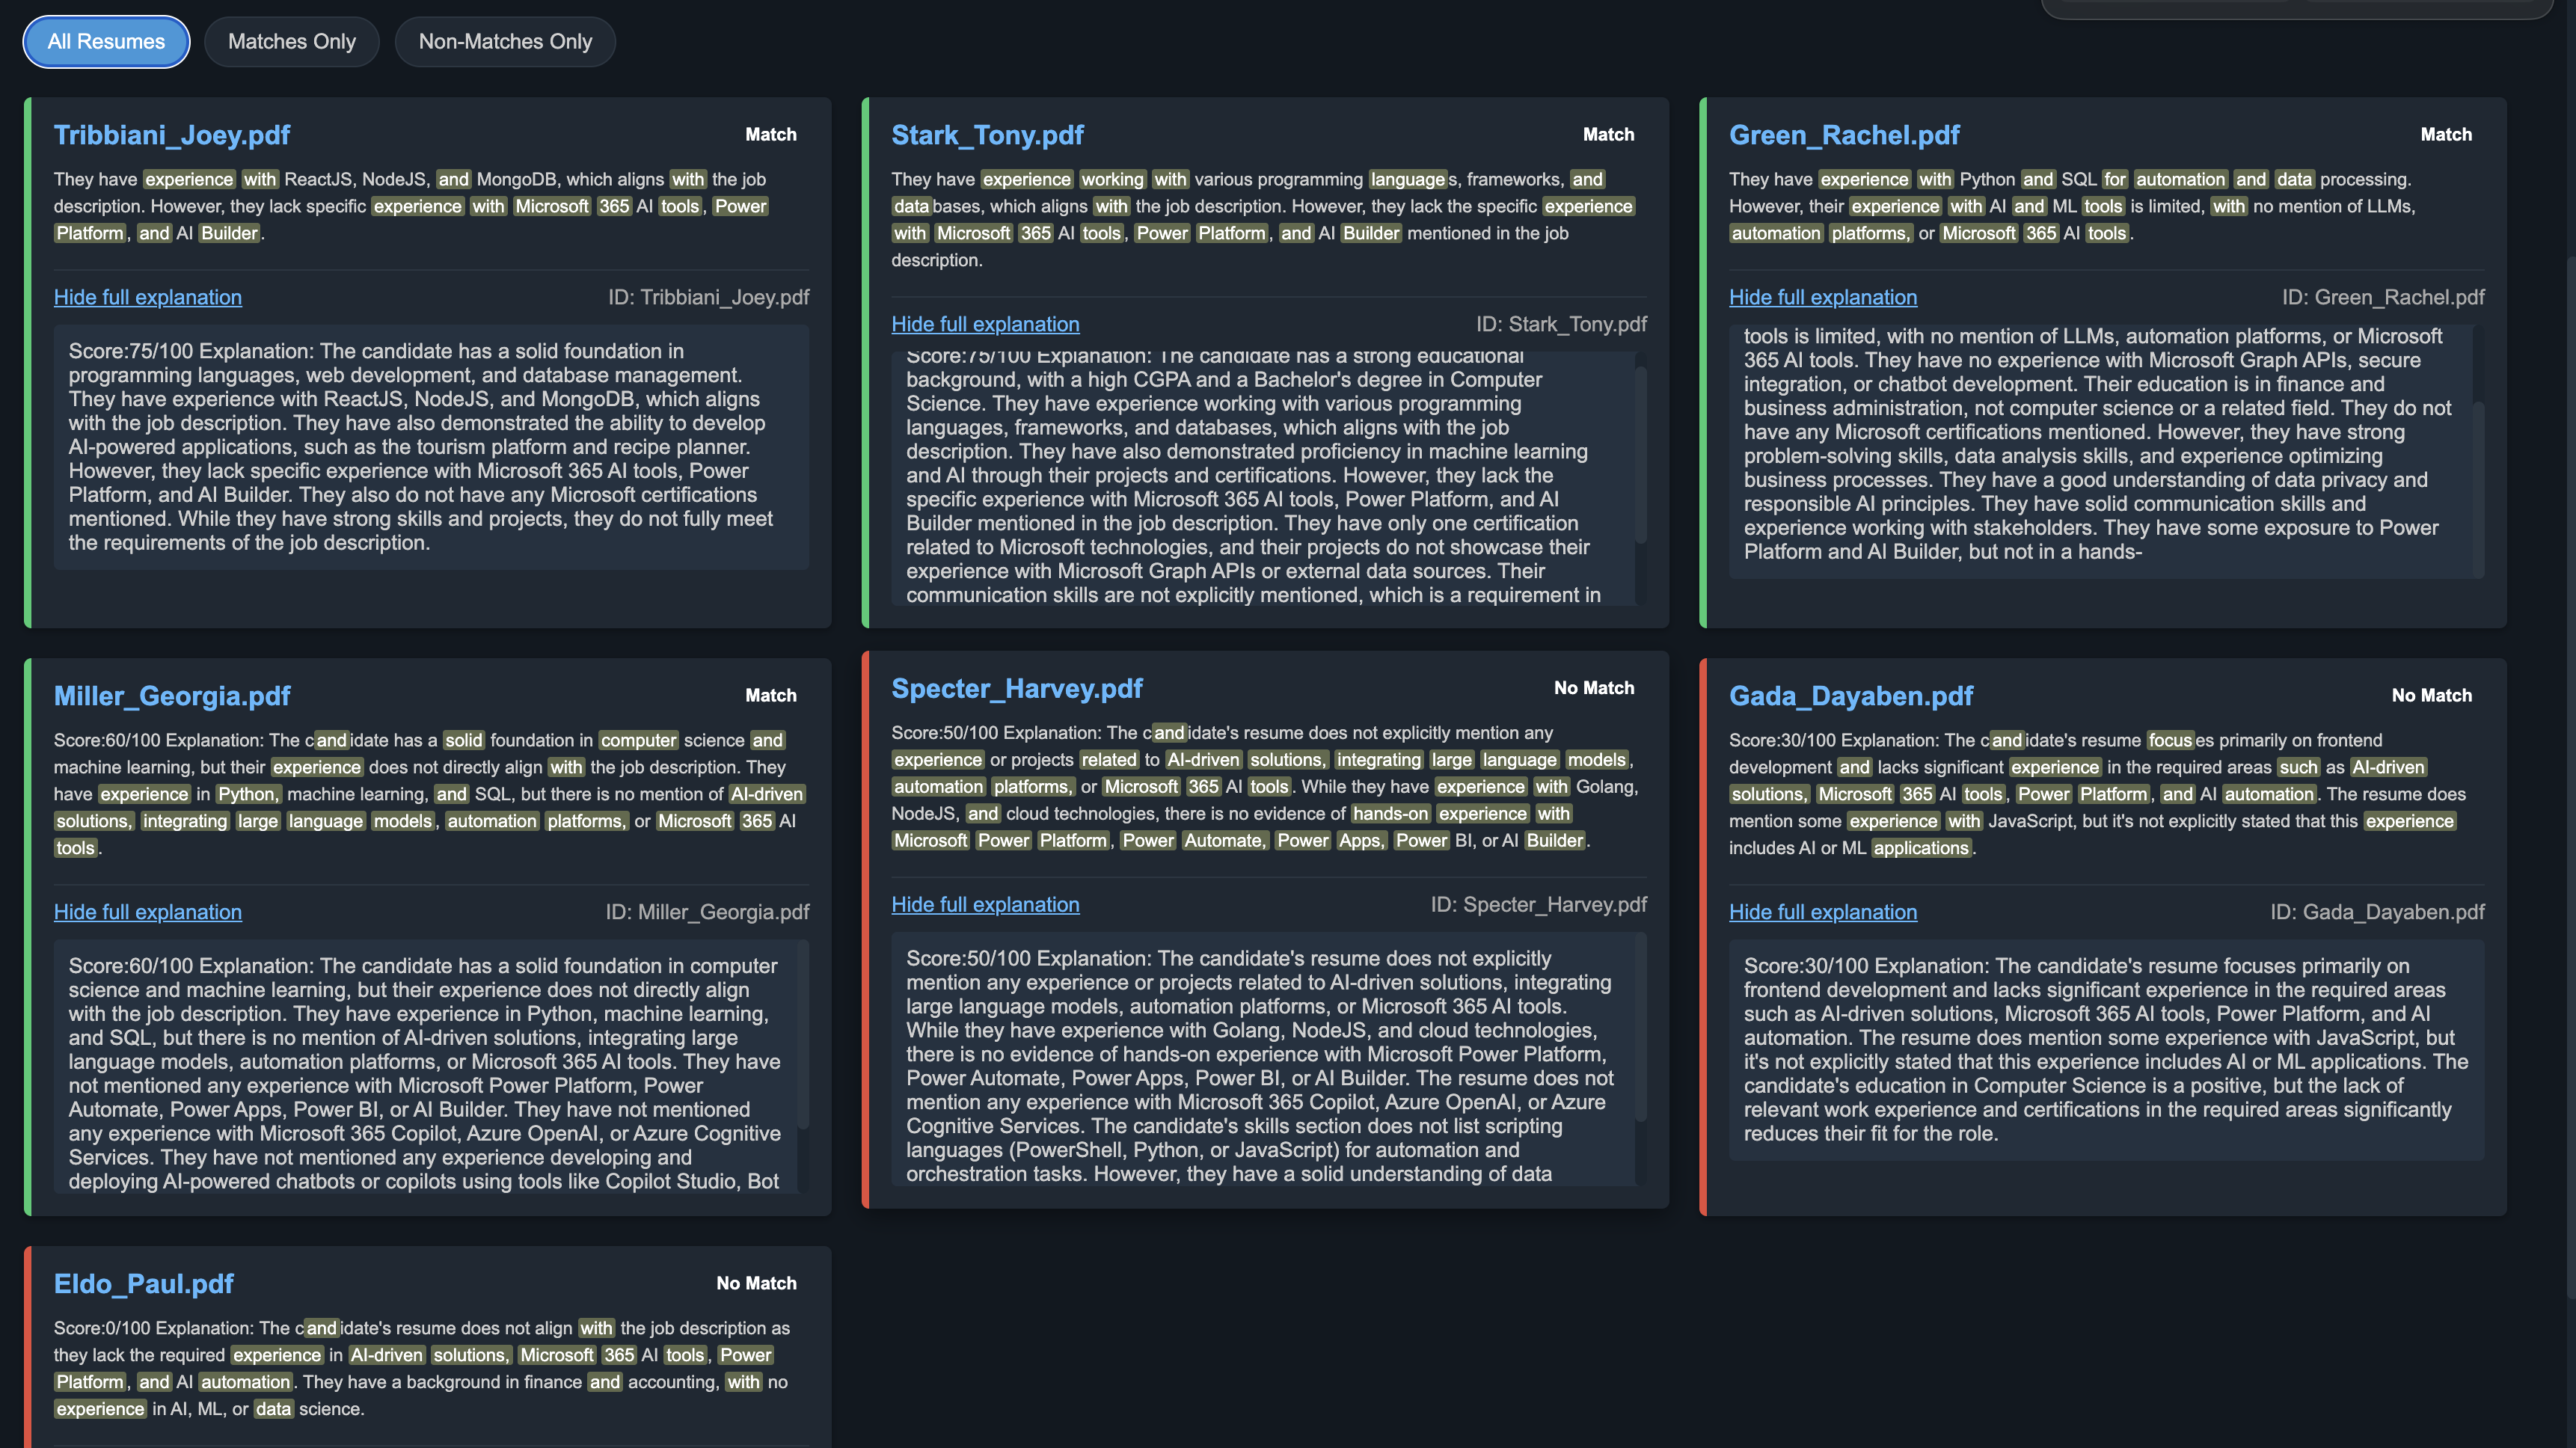 All Resumes
Matches Only
Non-Matches Only
Tribbiani_Joey.pdf
Match
They have experience with ReactJS, NodeJS, and MongoDB, which aligns with the job
description. However, they lack specific experience with Microsoft 365 AI tools, Power
Platform, and AI Builder.
Hide full explanation
ID: Tribbiani_Joey.pdf
Score:75/100 Explanation: The candidate has a solid foundation in
programming languages, web development, and database management.
They have experience with ReactJS, NodeJS, and MongoDB, which aligns
with the job description. They have also demonstrated the ability to develop
AI-powered applications, such as the tourism platform and recipe planner.
However, they lack specific experience with Microsoft 365 AI tools, Power
Platform, and AI Builder. They also do not have any Microsoft certifications
mentioned. While they have strong skills and projects, they do not fully meet
the requirements of the job description.
Stark_Tony.pdf
Match
They have experience working with various programming languages, frameworks, and
databases, which aligns with the job description. However, they lack the specific experience
with Microsoft 365 AI tools, Power Platform, and AI Builder mentioned in the job
description.
Hide full explanation
ID: Stark_Tony.pdf
Score:75/100 Explanation: The candidate has a strong educational
background, with a high CGPA and a Bachelor's degree in Computer
Science. They have experience working with various programming
languages, frameworks, and databases, which aligns with the job
description. They have also demonstrated proficiency in machine learning
and AI through their projects and certifications. However, they lack the
specific experience with Microsoft 365 AI tools, Power Platform, and AI
Builder mentioned in the job description. They have only one certification
related to Microsoft technologies, and their projects do not showcase their
experience with Microsoft Graph APIs or external data sources. Their
communication skills are not explicitly mentioned, which is a requirement in
Green_Rachel.pdf
Match
They have experience with Python and SQL for automation and data processing.
However, their experience with AI and ML tools is limited, with no mention of LLMs,
automation platforms, or Microsoft 365 AI tools.
Hide full explanation
ID: Green_Rachel.pdf
tools is limited, with no mention of LLMs, automation platforms, or Microsoft
365 AI tools. They have no experience with Microsoft Graph APIs, secure
integration, or chatbot development. Their education is in finance and
business administration, not computer science or a related field. They do not
have any Microsoft certifications mentioned. However, they have strong
problem-solving skills, data analysis skills, and experience optimizing
business processes. They have a good understanding of data privacy and
responsible AI principles. They have solid communication skills and
experience working with stakeholders. They have some exposure to Power
Platform and AI Builder, but not in a hands-
Miller_Georgia.pdf
Match
Score:60/100 Explanation: The candidate has a solid foundation in computer science and
machine learning, but their experience does not directly align with the job description. They
have experience in Python, machine learning, and SQL, but there is no mention of AI-driven
solutions, integrating large language models, automation platforms, or Microsoft 365 AI
tools.
Hide full explanation
ID: Miller_Georgia.pdf
Score:60/100 Explanation: The candidate has a solid foundation in computer
science and machine learning, but their experience does not directly align
with the job description. They have experience in Python, machine learning,
and SQL, but there is no mention of AI-driven solutions, integrating large
language models, automation platforms, or Microsoft 365 AI tools. They have
not mentioned any experience with Microsoft Power Platform, Power
Automate, Power Apps, Power BI, or AI Builder. They have not mentioned
any experience with Microsoft 365 Copilot, Azure OpenAI, or Azure Cognitive
Services. They have not mentioned any experience developing and
deploying AI-powered chatbots or copilots using tools like Copilot Studio, Bot
Specter_Harvey.pdf
No Match
Score:50/100 Explanation: The candidate's resume does not explicitly mention any
experience or projects related to AI-driven solutions, integrating large language models,
automation platforms, or Microsoft 365 AI tools. While they have experience with Golang,
NodeJS, and cloud technologies, there is no evidence of hands-on experience with
Microsoft Power Platform, Power Automate, Power Apps, Power BI, or AI Builder.
Hide full explanation
ID: Specter_Harvey.pdf
Score:50/100 Explanation: The candidate's resume does not explicitly
mention any experience or projects related to AI-driven solutions, integrating
large language models, automation platforms, or Microsoft 365 AI tools.
While they have experience with Golang, NodeJS, and cloud technologies,
there is no evidence of hands-on experience with Microsoft Power Platform,
Power Automate, Power Apps, Power BI, or AI Builder. The resume does not
mention any experience with Microsoft 365 Copilot, Azure OpenAI, or Azure
Cognitive Services. The candidate's skills section does not list scripting
languages (PowerShell, Python, or JavaScript) for automation and
orchestration tasks. However, they have a solid understanding of data
Gada_Dayaben.pdf
No Match
Score:30/100 Explanation: The candidate's resume focuses primarily on frontend
development and lacks significant experience in the required areas such as AI-driven
solutions, Microsoft 365 AI tools, Power Platform, and AI automation. The resume does
mention some experience with JavaScript, but it's not explicitly stated that this experience
includes AI or ML applications.
Hide full explanation
ID: Gada_Dayaben.pdf
Score:30/100 Explanation: The candidate's resume focuses primarily on
frontend development and lacks significant experience in the required areas
such as AI-driven solutions, Microsoft 365 AI tools, Power Platform, and AI
automation. The resume does mention some experience with JavaScript, but
it's not explicitly stated that this experience includes AI or ML applications. The
candidate's education in Computer Science is a positive, but the lack of
relevant work experience and certifications in the required areas significantly
reduces their fit for the role.
Eldo_Paul.pdf
No Match
Score:0/100 Explanation: The candidate's resume does not align with the job description as
they lack the required experience in AI-driven solutions, Microsoft 365 AI tools, Power
Platform, and AI automation. They have a background in finance and accounting, with no
experience in AI, ML, or data science.